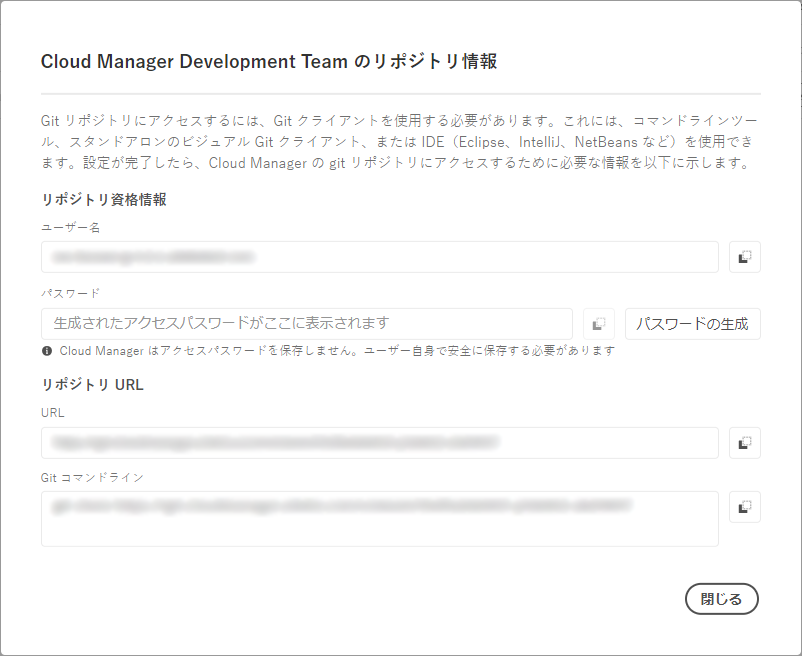 Cloud Manager Development Team のリポジトリ情報
Git リポジトリにアクセスするには、Git クライアントを使用する必要があります。これには、コマンドラインツー
ル、スタンドアロンのビジュアル Git クライアント、または IDE（Eclipse、IntelliJ、NetBeans など）を使用でき
ます。設定が完了したら、Cloud Manager の git リポジトリにアクセスするために必要な情報を以下に示します。
リポジトリ資格情報
ユーザー名
パスワード
生成されたアクセスパスワードがここに表示されます
パスワードの生成
Cloud Manager はアクセスパスワードを保存しません。ユーザー自身で安全に保存する必要があります
リポジトリ URL
URL
Git コマンドライン
閉じる